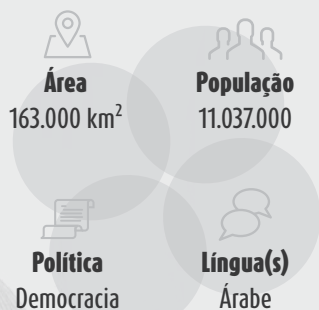 Área
163.000 km²
População
11.037.000
Política
Democracia
Língua(s)
Árabe